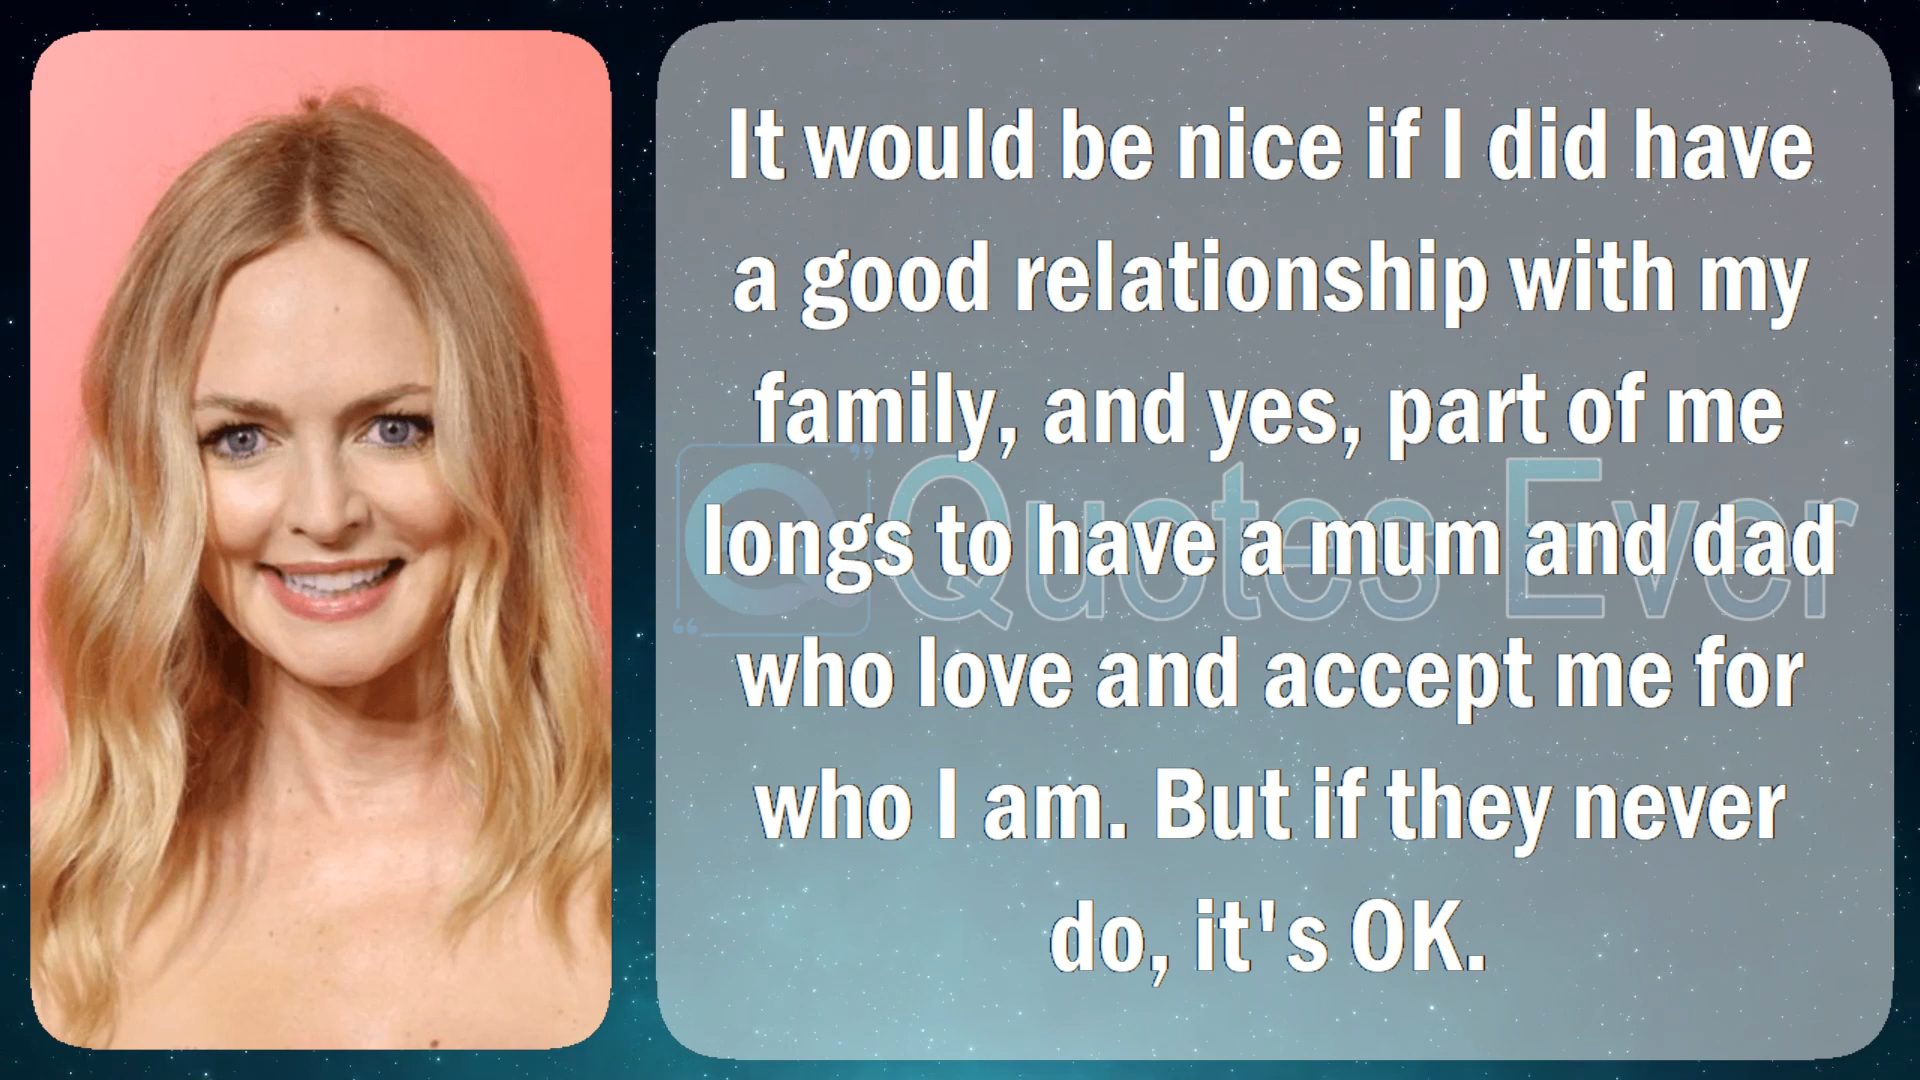 It would be nice if I did have
a good relationship with my
family, and yes, part of me
Quotes Ever
longs to have a mum and dad
who love and accept me for
who I am. But if they never
do, it's OK.